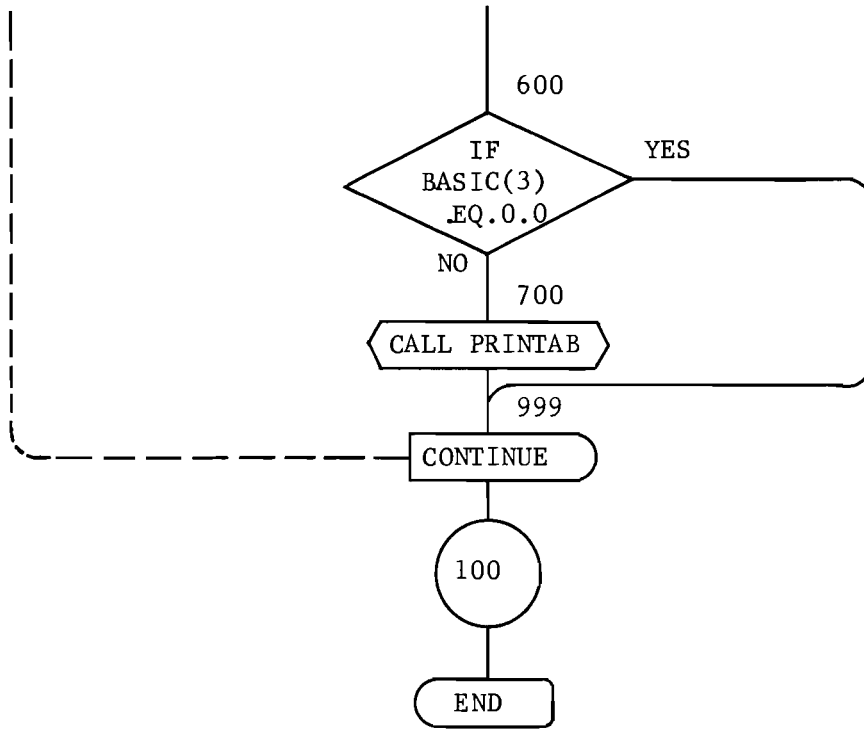 600
IF
BASIC(3)
.EQ.0.0
YES
NO
700
CALL PRINTAB
999
CONTINUE
100
END